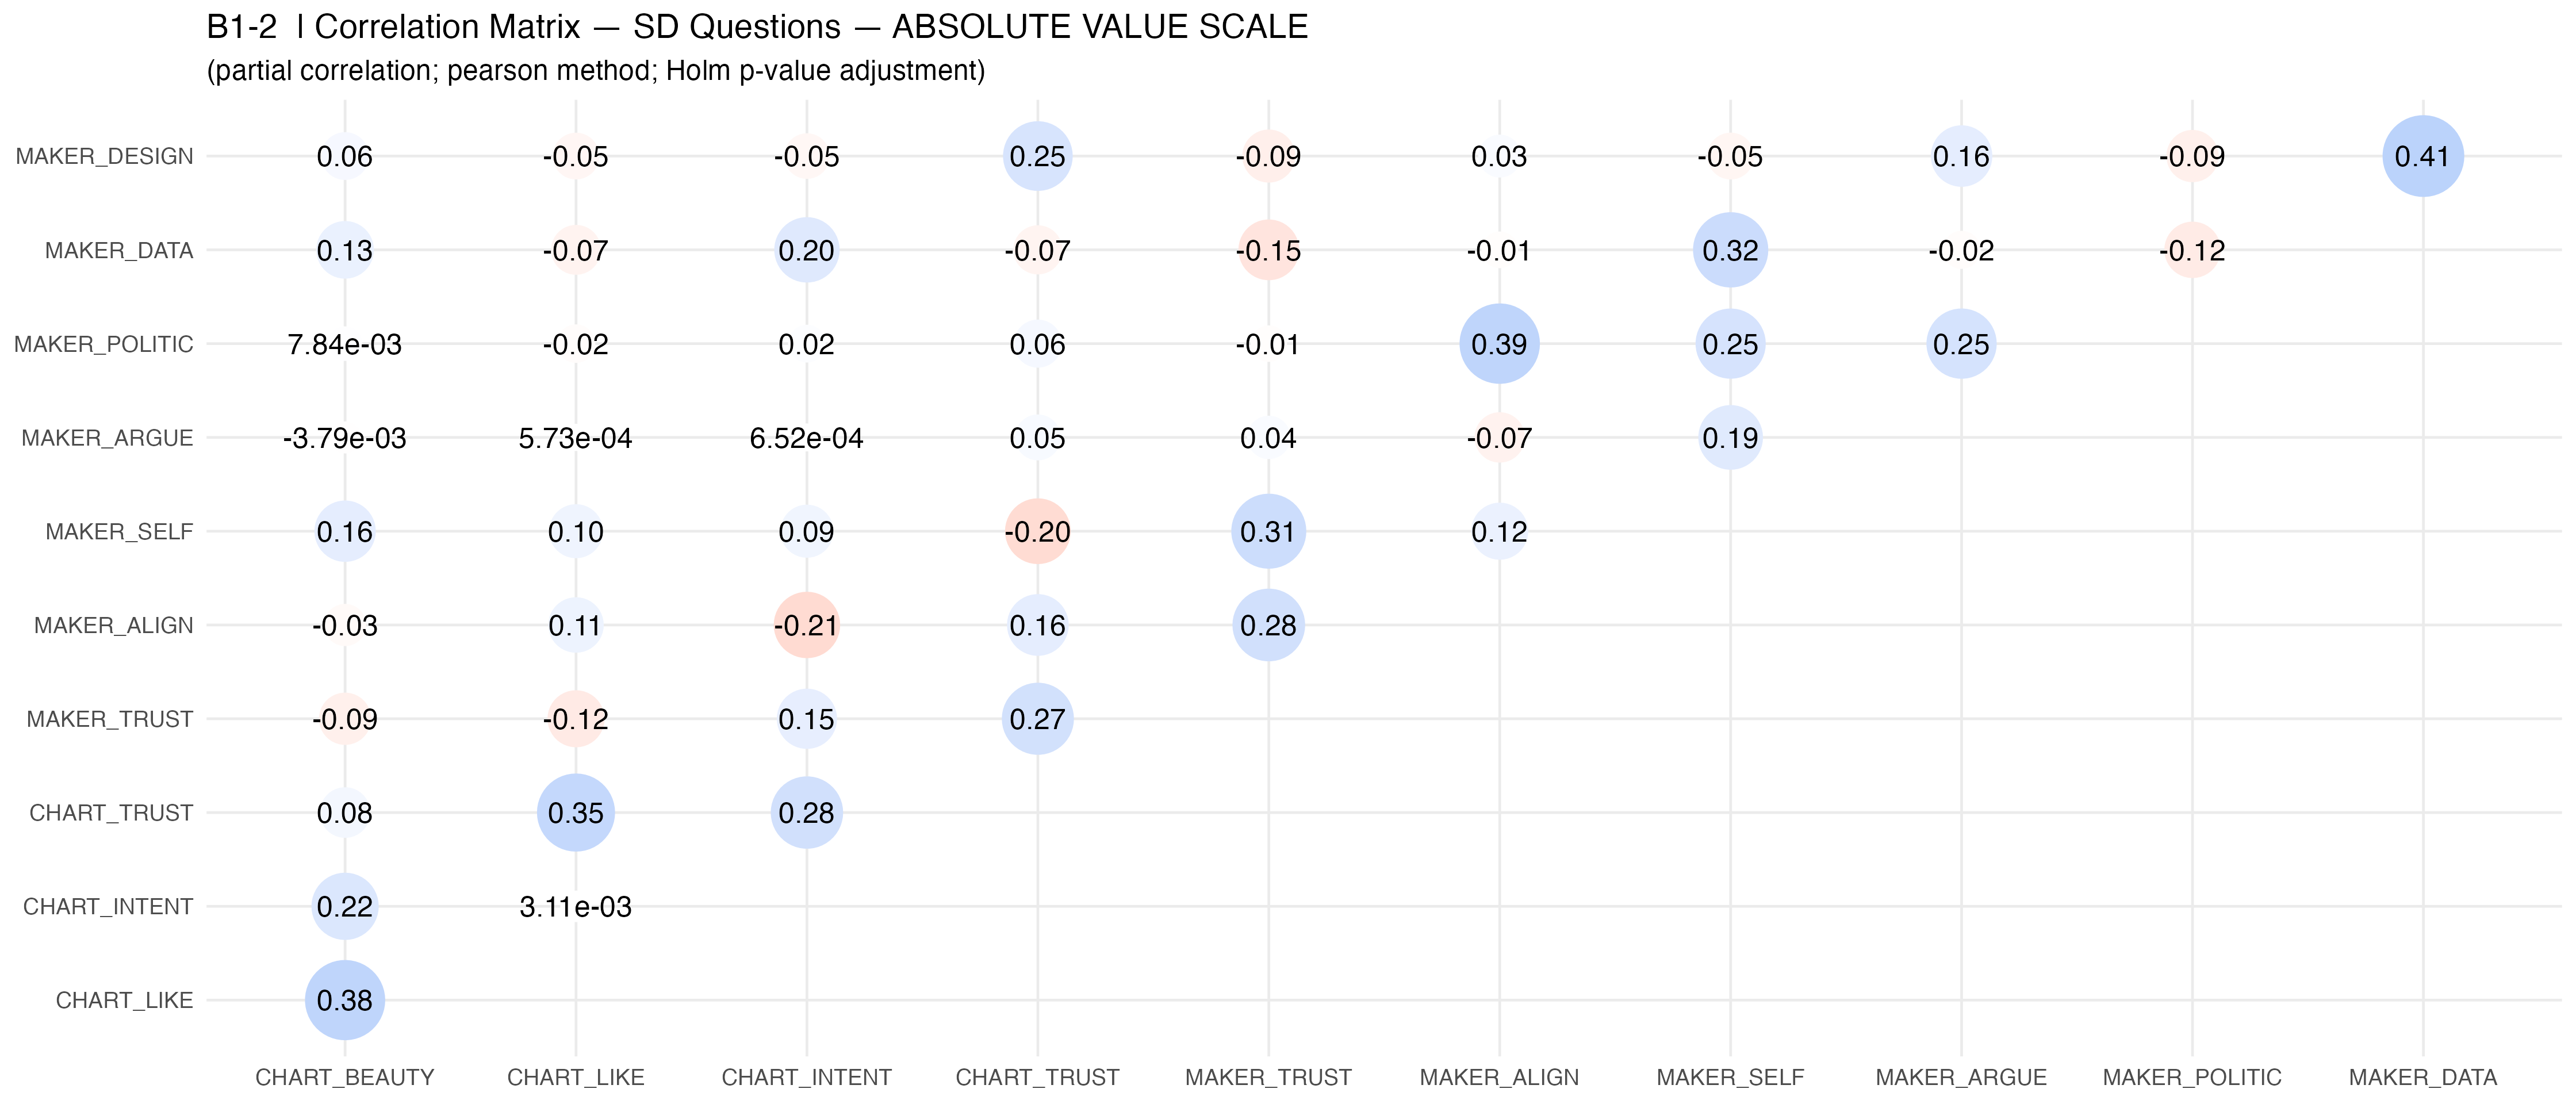 B1-2 | Correlation Matrix — SD Questions — ABSOLUTE VALUE SCALE
(partial correlation; pearson method; Holm p-value adjustment)
MAKER_DESIGN 0.06 -0.05 -0.05 0.25 -0.09 0.03 -0.05 0.16 -0.09 0.41
MAKER_DATA 0.13 -0.07 0.20 -0.07 -0.15 -0.01 0.32 -0.02 -0.12
MAKER_POLITIC 7.84e-03 -0.02 0.02 0.06 -0.01 0.39 0.25 0.25
MAKER_ARGUE -3.79e-03 5.73e-04 6.52e-04 0.05 0.04 -0.07 0.19
MAKER_SELF 0.16 0.10 0.09 -0.20 0.31 0.12
MAKER_ALIGN -0.03 0.11 -0.21 0.16 0.28
MAKER_TRUST -0.09 -0.12 0.15 0.27
CHART_TRUST 0.08 0.35 0.28
CHART_INTENT 0.22 3.11e-03
CHART_LIKE 0.38
CHART_BEAUTY CHART_LIKE CHART_INTENT CHART_TRUST MAKER_TRUST MAKER_ALIGN MAKER_SELF MAKER_ARGUE MAKER_POLITIC MAKER_DATA